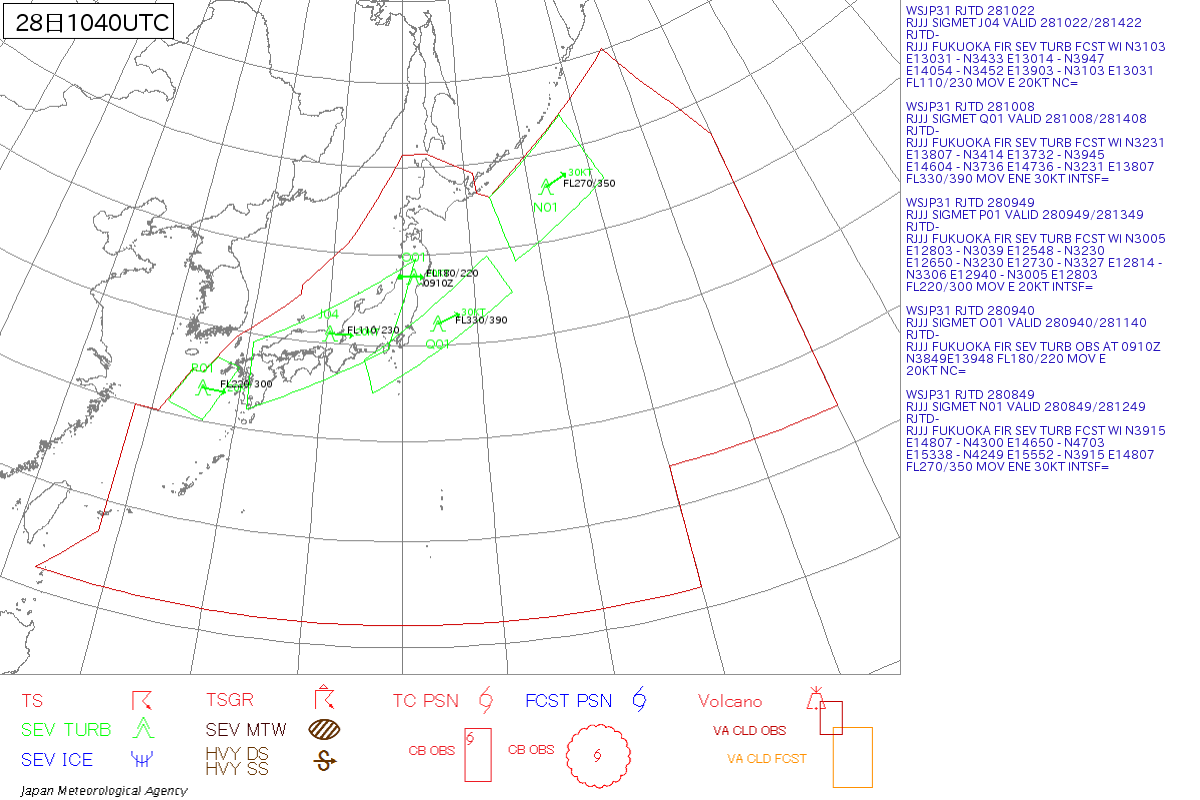 28日1040UTC
WSJP31 RJTD 281022
RJJJ SIGMET J04 VALID 281022/281422
RJTD-
RJJJ FUKUOKA FIR SEV TURB FCST WI N3103
E13031 - N3433 E13014 - N3947
E14054 - N3452 E13903 - N3103 E13031
FL110/230 MOV E 20KT NC=
WSJP31 RJTD 281008
RJJJ SIGMET Q01 VALID 281008/281408
RJTD-
RJJJ FUKUOKA FIR SEV TURB FCST WI N3231
E13807 - N3414 E13732 - N3945
E14604 - N3736 E14736 - N3231 E13807
FL330/390 MOV ENE 30KT INTSF=
WSJP31 RJTD 280949
RJJJ SIGMET P01 VALID 280949/281349
RJTD-
RJJJ FUKUOKA FIR SEV TURB FCST WI N3005
E12803 - N3039 E12548 - N3230
E12650 - N3230 E12730 - N3327 E12814 -
N3306 E12940 - N3005 E12803
FL220/300 MOV E 20KT INTSF=
WSJP31 RJTD 280940
RJJJ SIGMET O01 VALID 280940/281140
RJTD-
RJJJ FUKUOKA FIR SEV TURB OBS AT 0910Z
N3849E13948 FL180/220 MOV E
20KT NC=
WSJP31 RJTD 280849
RJJJ SIGMET N01 VALID 280849/281249
RJTD-
RJJJ FUKUOKA FIR SEV TURB FCST WI N3915
E14807 - N4300 E14650 - N4703
E15338 - N4249 E15552 - N3915 E14807
FL270/350 MOV ENE 30KT INTSF=
30KT
FL270/350
N01
O01
FL180/220
0910Z
J04
FL110/230
30KT
FL330/390
Q01
P01
FL220/300
TS
TSGR
TC PSN
FCST PSN
Volcano
SEV TURB
SEV MTW
CB OBS
CB OBS
VA CLD OBS
SEV ICE
HVY DS
HVY SS
VA CLD FCST
Japan Meteorological Agency